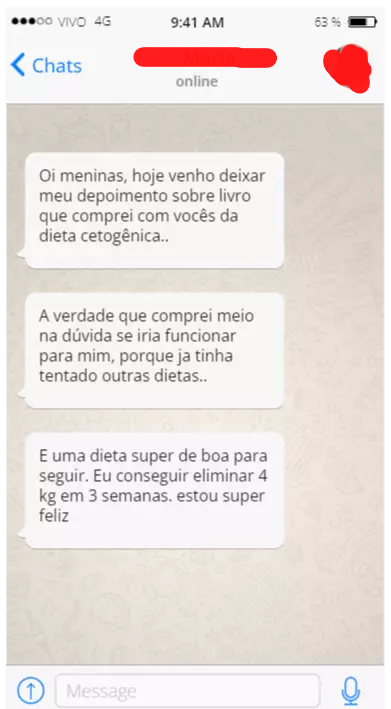 VIVO 4G 9:41 AM 63 %
Chats
online
Oi meninas, hoje venho deixar
meu depoimento sobre livro
que comprei com vocês da
dieta cetogênica..
A verdade que comprei meio
na dúvida se iria funcionar
para mim, porque ja tinha
tentado outras dietas..
E uma dieta super de boa para
seguir. Eu conseguir eliminar 4
kg em 3 semanas. estou super
feliz
Message